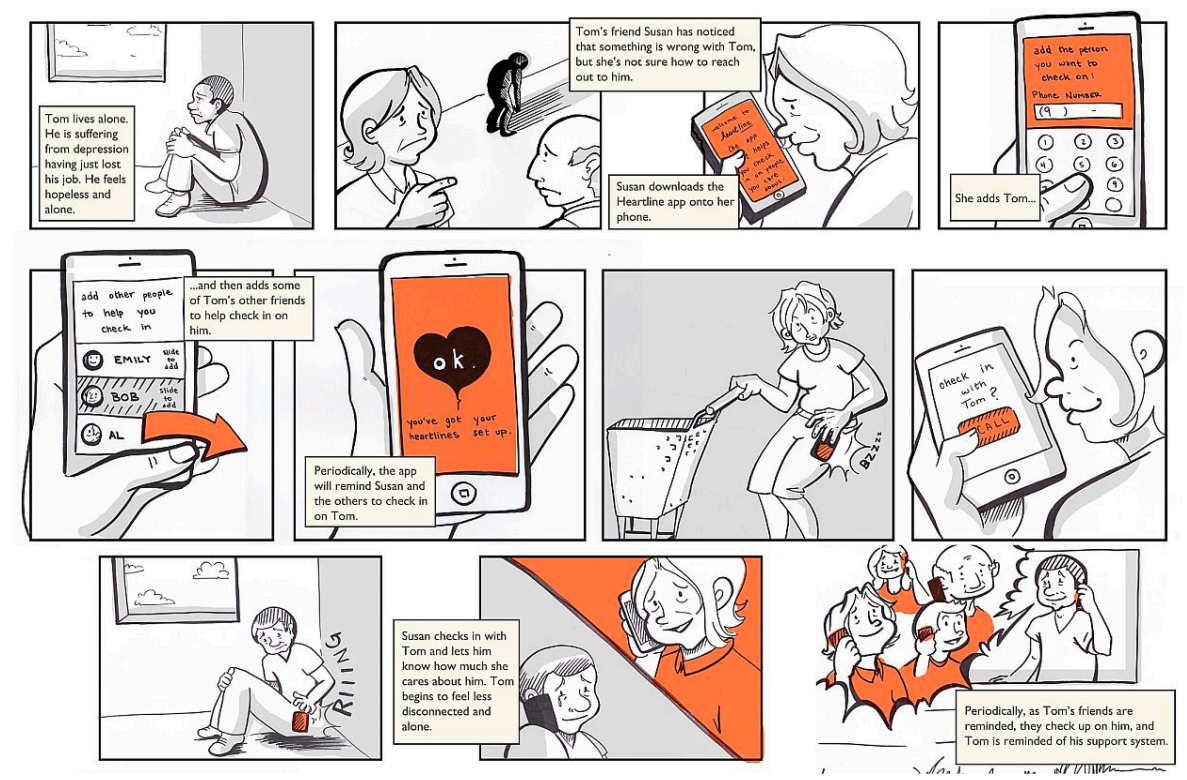 Tom lives alone.
He is suffering
from depression
having just lost
his job. He feels
hopeless and
alone.
Tom's friend Susan has noticed
that something is wrong with Tom,
but she's not sure how to reach
out to him.
welcome to
heartline
the app
t helps
you check
in on people
you care
about.
Susan downloads the
Heartline app onto her
phone.
add the person
you want to
check on:
Phone Number
(9 ) -
1 2 3
4 5 6
9
She adds Tom...
add other people
to help you
check in
EMILY slide to add
BOB slide to add
AL
...and then adds some
of Tom's other friends
to help check in on
him.
ok.
you've got your
heartlines set up.
Periodically, the app
will remind Susan and
the others to check in
on Tom.
BZZZZ
check in
with
Tom?
CALL
RIIING
Susan checks in with
Tom and lets him
know how much she
cares about him. Tom
begins to feel less
disconnected and
alone.
Periodically, as Tom's friends are
reminded, they check up on him, and
Tom is reminded of his support system.